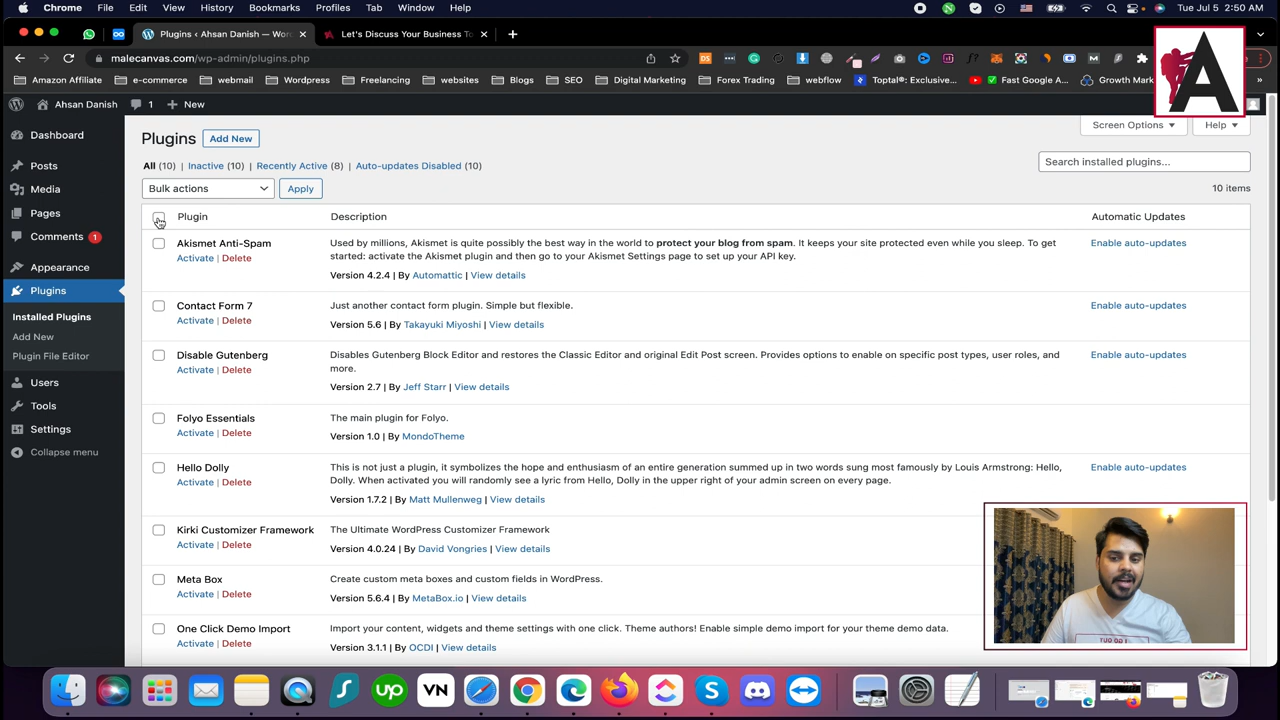 Chrome File Edit View History Bookmarks Profiles Tab Window Help Tue Jul 5 2:50 AM
Plugins ‹ Ahsan Danish — Wor Let's Discuss Your Business To
malecanvas.com/wp-admin/plugins.php
Amazon Affiliate e-commerce webmail Wordpress Freelancing websites Blogs SEO Digital Marketing Forex Trading webflow Toptal®: Exclusive... Fast Google A... Growth Mark
A
Ahsan Danish 1 New
Screen Options Help
Plugins Add New
All (10) | Inactive (10) | Recently Active (8) | Auto-updates Disabled (10)
Search installed plugins...
Bulk actions Apply
10 items
Dashboard
Posts
Media
Pages
Comments 1
Appearance
Plugins
Installed Plugins
Add New
Plugin File Editor
Users
Tools
Settings
Collapse menu
Plugin Description Automatic Updates
Akismet Anti-Spam
Activate | Delete
Used by millions, Akismet is quite possibly the best way in the world to protect your blog from spam. It keeps your site protected even while you sleep. To get
started: activate the Akismet plugin and then go to your Akismet Settings page to set up your API key.
Version 4.2.4 | By Automattic | View details
Enable auto-updates
Contact Form 7
Activate | Delete
Just another contact form plugin. Simple but flexible.
Version 5.6 | By Takayuki Miyoshi | View details
Enable auto-updates
Disable Gutenberg
Activate | Delete
Disables Gutenberg Block Editor and restores the Classic Editor and original Edit Post screen. Provides options to enable on specific post types, user roles, and
more.
Version 2.7 | By Jeff Starr | View details
Enable auto-updates
Folyo Essentials
Activate | Delete
The main plugin for Folyo.
Version 1.0 | By MondoTheme
Hello Dolly
Activate | Delete
This is not just a plugin, it symbolizes the hope and enthusiasm of an entire generation summed up in two words sung most famously by Louis Armstrong: Hello,
Dolly. When activated you will randomly see a lyric from Hello, Dolly in the upper right of your admin screen on every page.
Version 1.7.2 | By Matt Mullenweg | View details
Enable auto-updates
Kirki Customizer Framework
Activate | Delete
The Ultimate WordPress Customizer Framework
Version 4.0.24 | By David Vongries | View details
Meta Box
Activate | Delete
Create custom meta boxes and custom fields in WordPress.
Version 5.6.4 | By MetaBox.io | View details
One Click Demo Import
Activate | Delete
Import your content, widgets and theme settings with one click. Theme authors! Enable simple demo import for your theme demo data.
Version 3.1.1 | By OCDI | View details
up VN